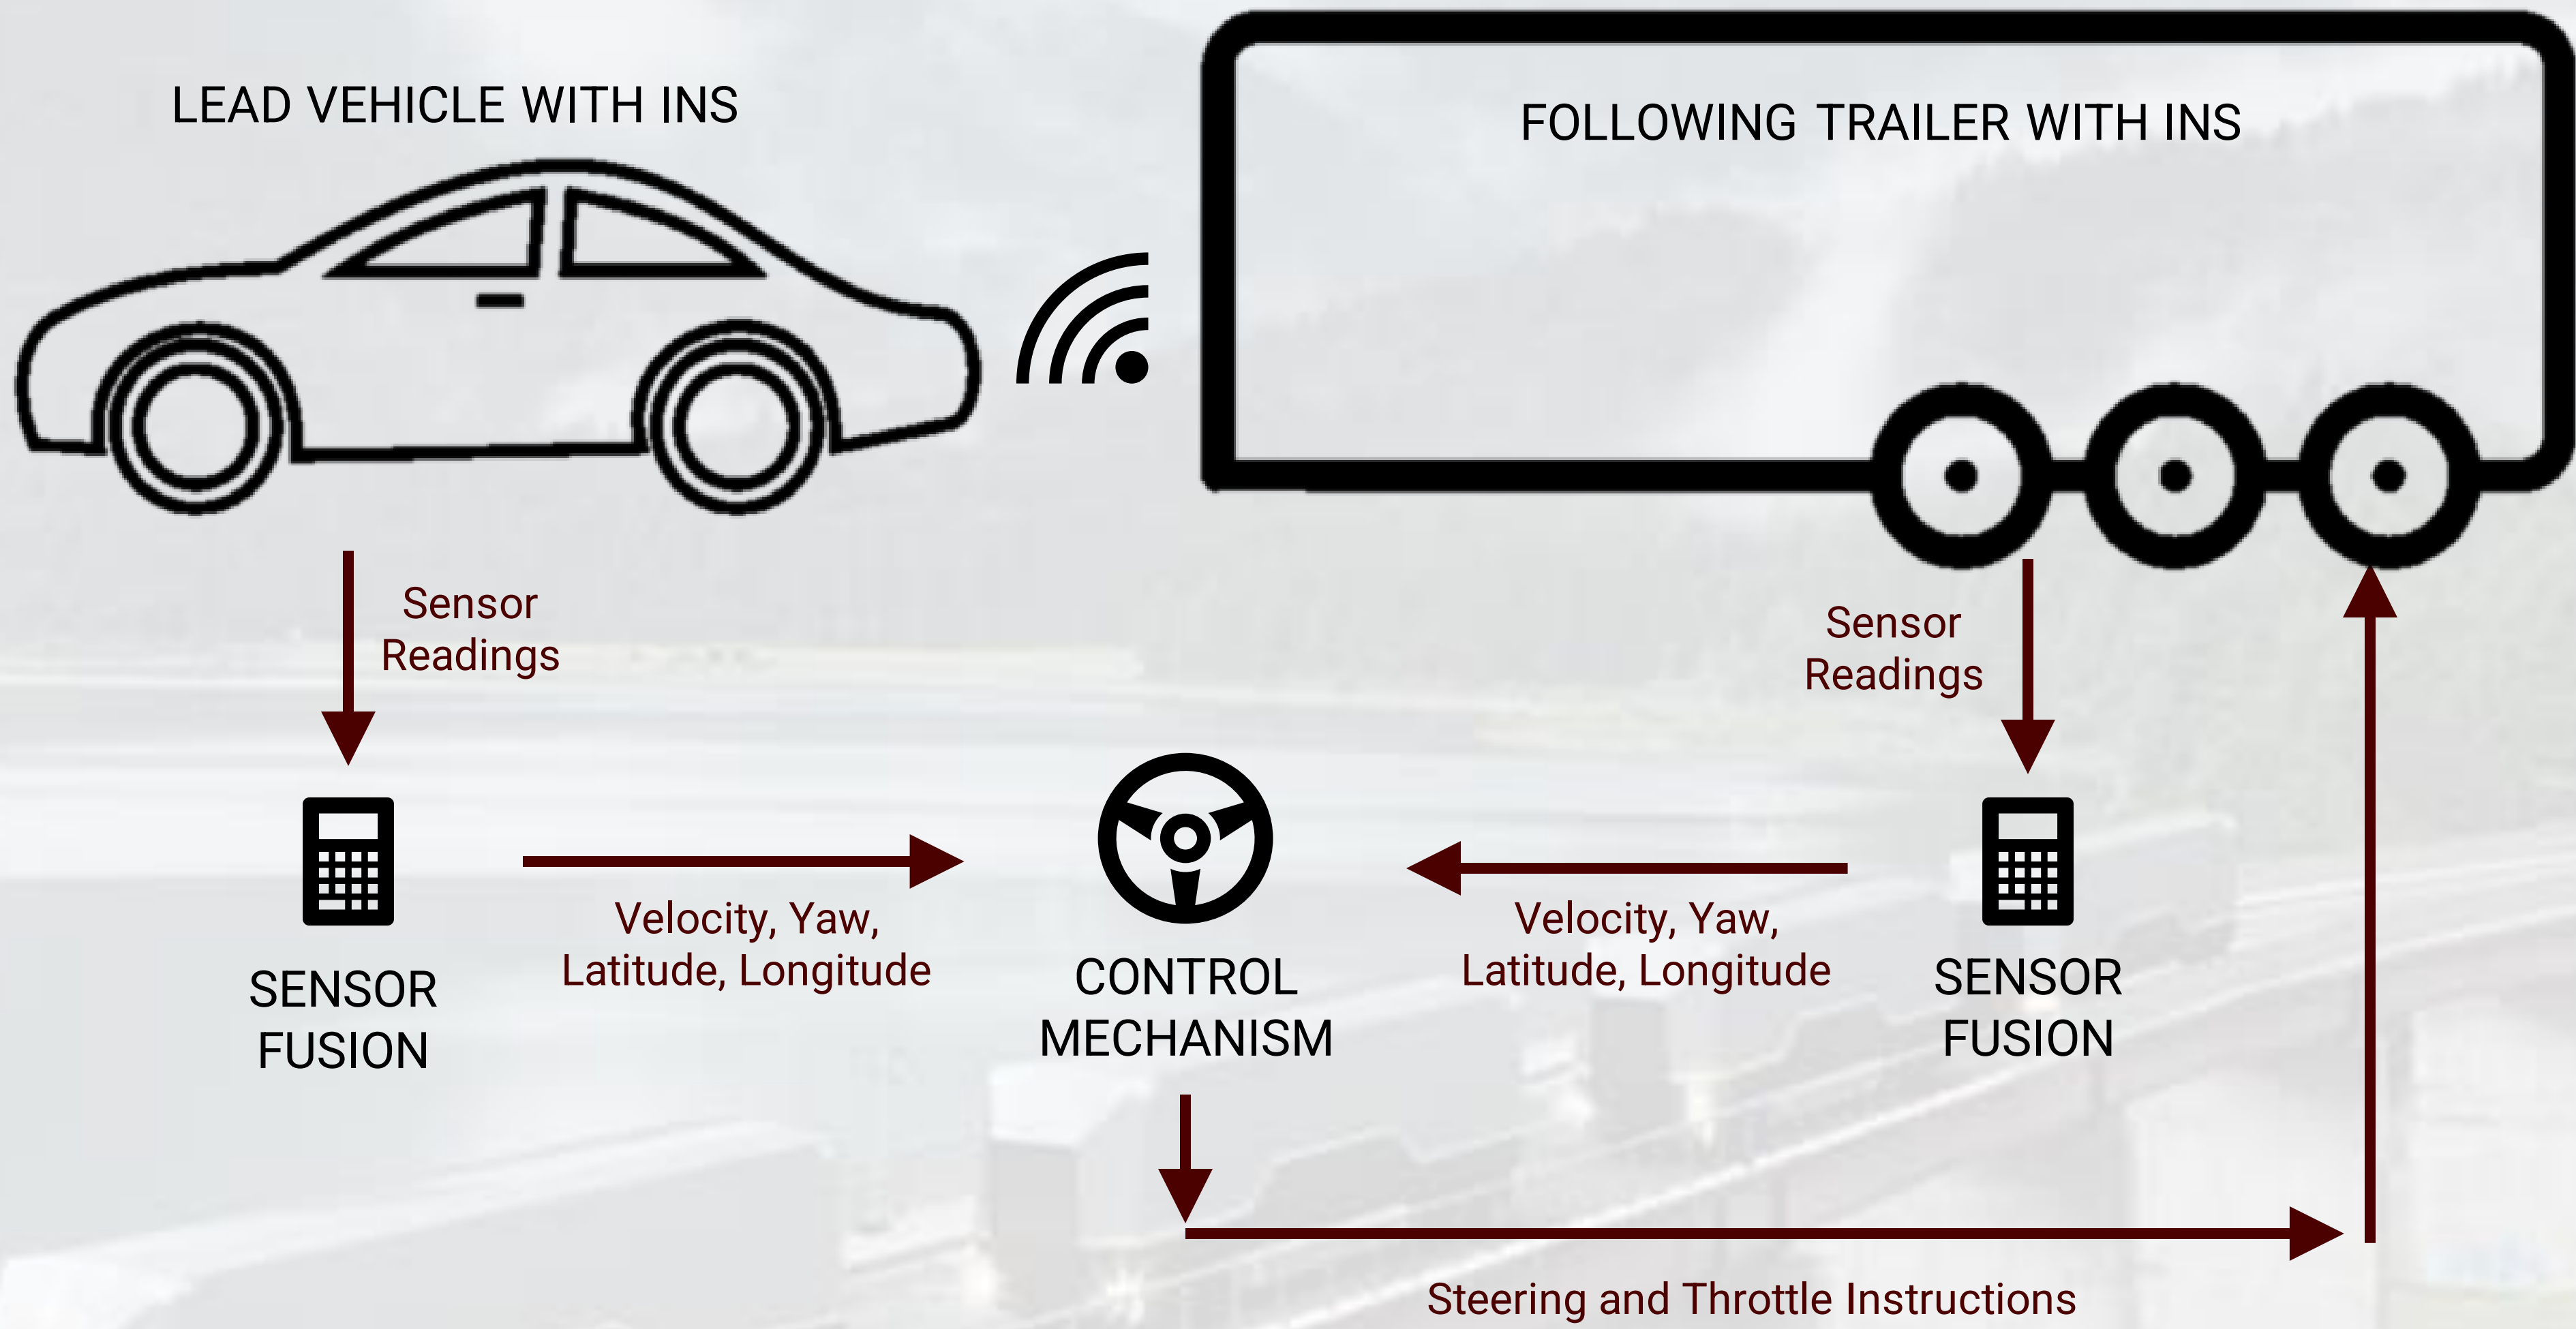 LEAD VEHICLE WITH INS
FOLLOWING TRAILER WITH INS
Sensor
Readings
Sensor
Readings
Velocity, Yaw,
Latitude, Longitude
Velocity, Yaw,
Latitude, Longitude
SENSOR
FUSION
CONTROL
MECHANISM
SENSOR
FUSION
Steering and Throttle Instructions